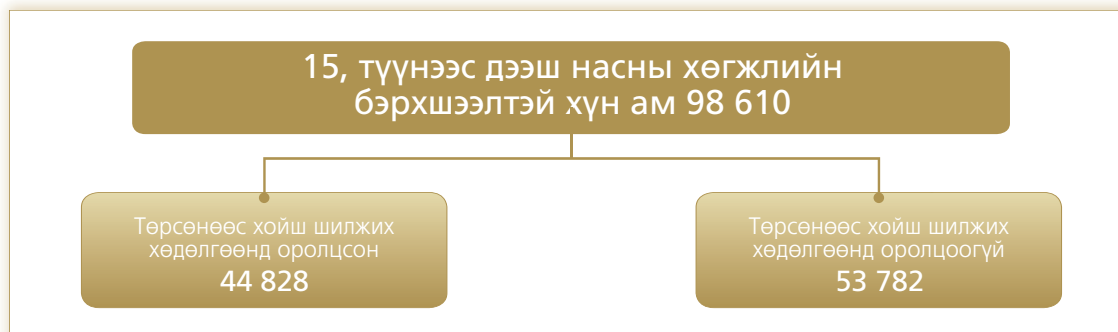 15, түүнээс дээш насны хөгжлийн
бэрхшээлтэй хүн ам 98 610
Төрсөнөөс хойш шилжих
хөдөлгөөнд оролцсон
44 828
Төрсөнөөс хойш шилжих
хөдөлгөөнд оролцоогүй
53 782